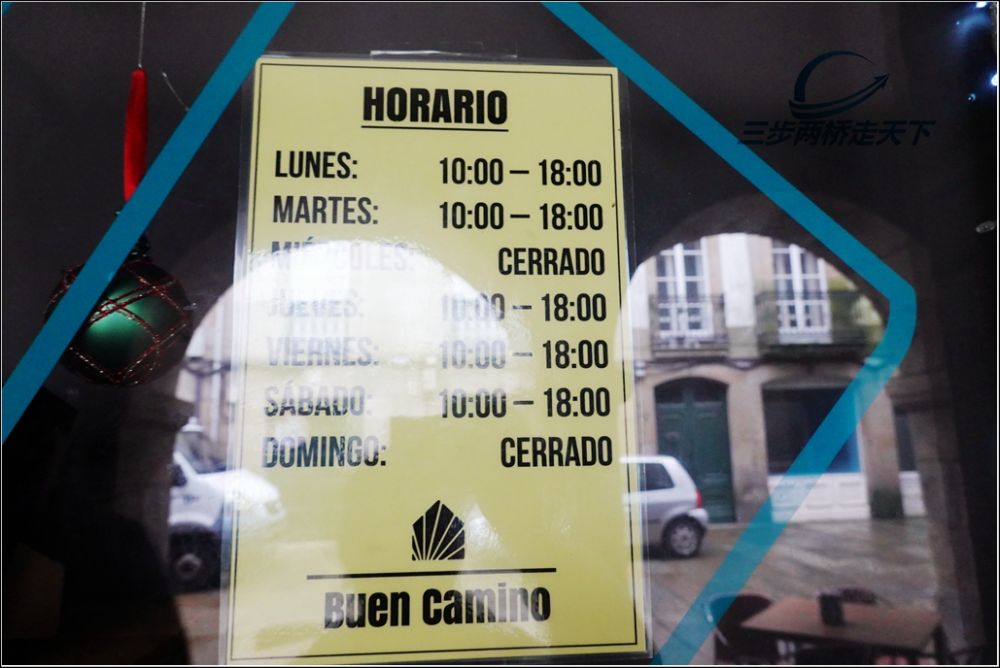 三步两桥走天下
HORARIO
LUNES: 10:00 – 18:00
MARTES: 10:00 – 18:00
MIÉRCOLES: CERRADO
JUEVES: 10:00 – 18:00
VIERNES: 10:00 – 18:00
SÁBADO: 10:00 – 18:00
DOMINGO: CERRADO
Buen Camino